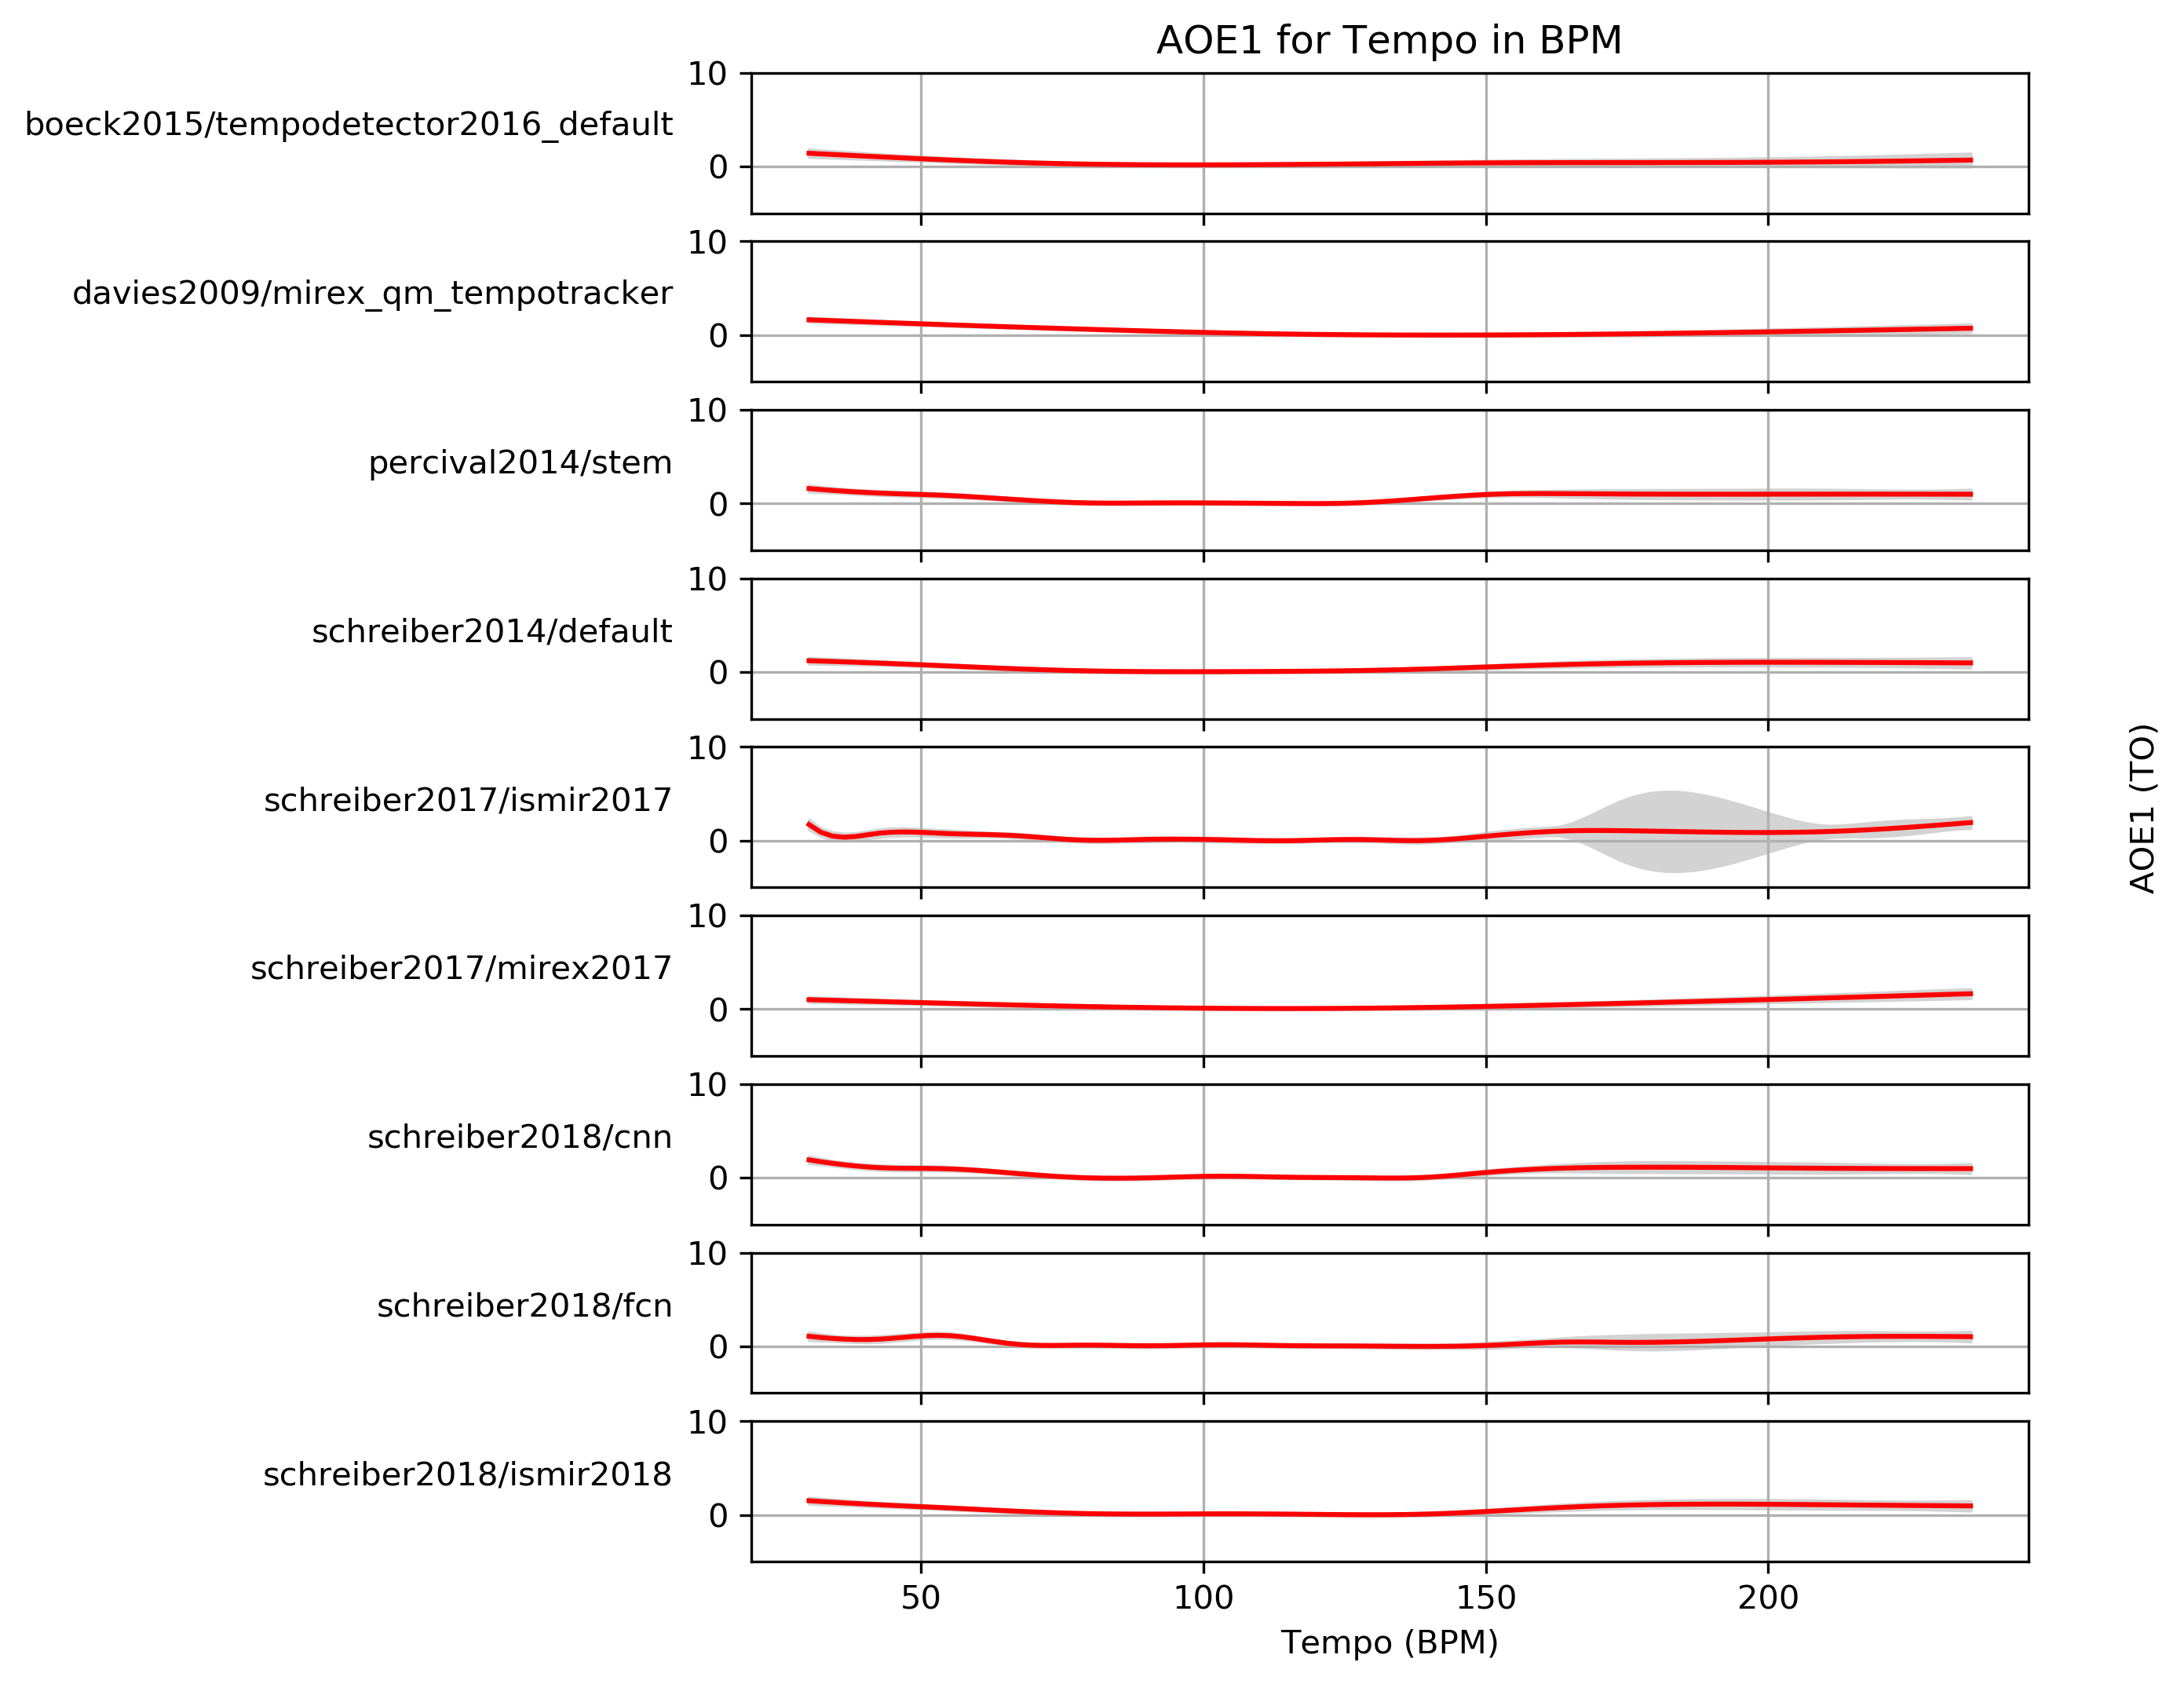 AOE1 for Tempo in BPM
10
boeck2015/tempodetector2016_default
0
10
davies2009/mirex_qm_tempotracker
0
10
percival2014/stem
0
10
schreiber2014/default
0
10
schreiber2017/ismir2017
0
AOE1 (TO)
10
schreiber2017/mirex2017
0
10
schreiber2018/cnn
0
10
schreiber2018/fcn
0
10
schreiber2018/ismir2018
0
50 100 150 200
Tempo (BPM)